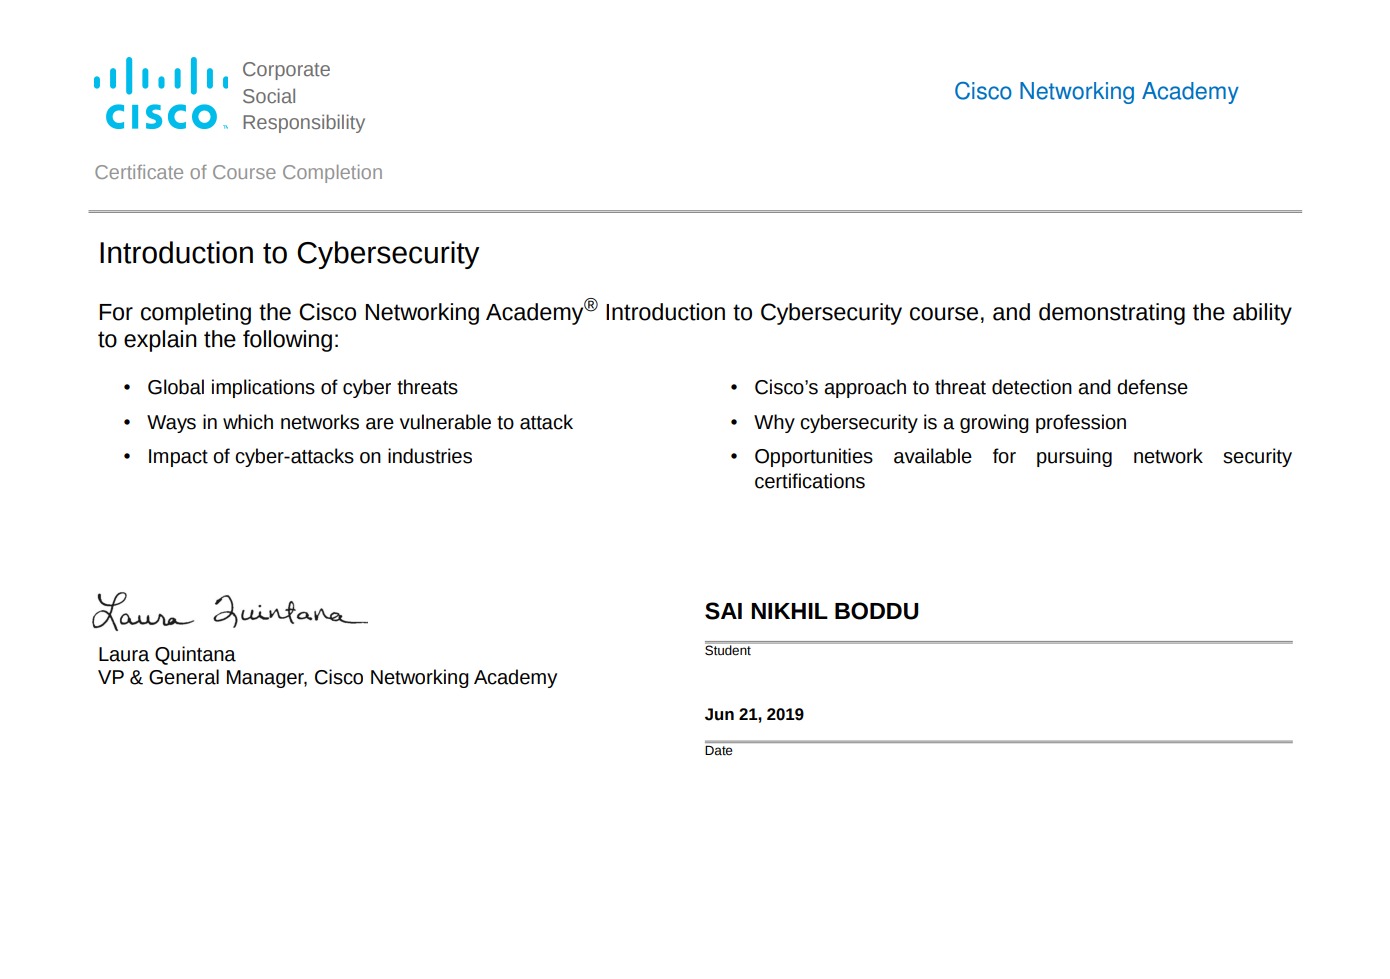 Corporate
Social
Responsibility
CISCO
Cisco Networking Academy
Certificate of Course Completion
Introduction to Cybersecurity
For completing the Cisco Networking Academy® Introduction to Cybersecurity course, and demonstrating the ability
to explain the following:
• Global implications of cyber threats
• Ways in which networks are vulnerable to attack
• Impact of cyber-attacks on industries
• Cisco’s approach to threat detection and defense
• Why cybersecurity is a growing profession
• Opportunities available for pursuing network security
certifications
Laura Quintana
Laura Quintana
VP & General Manager, Cisco Networking Academy
SAI NIKHIL BODDU
Student
Jun 21, 2019
Date